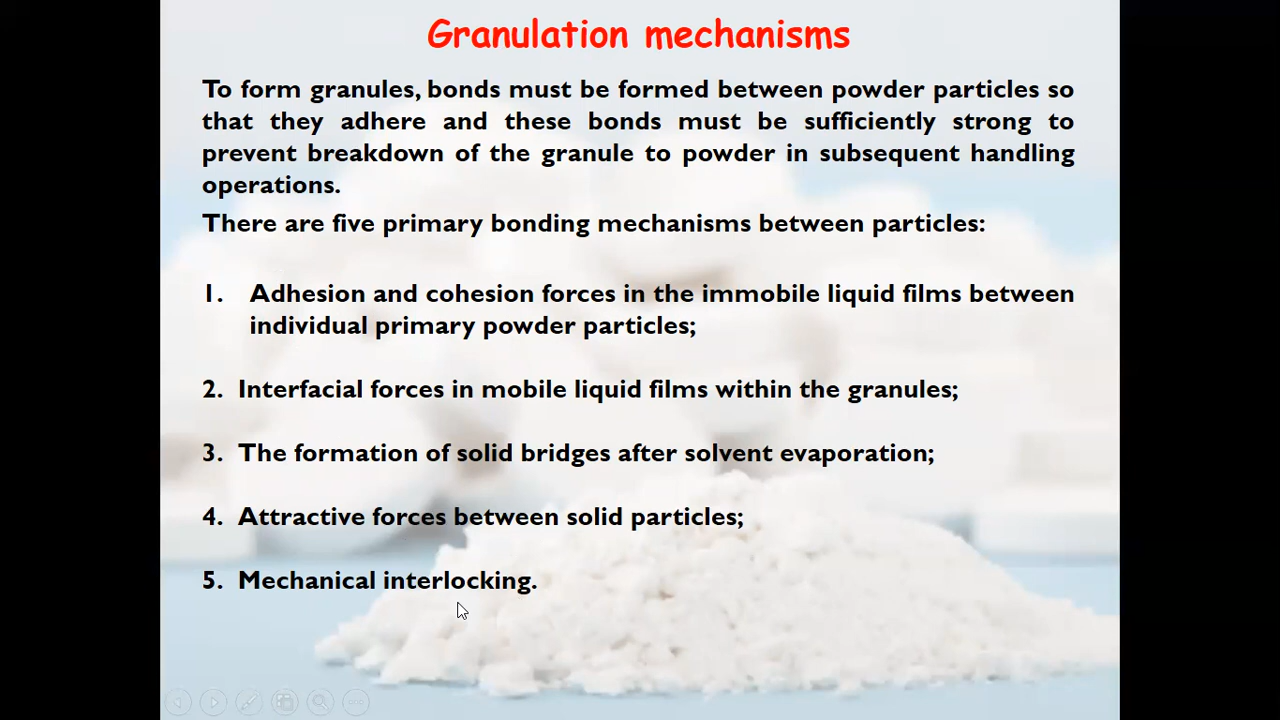 Granulation mechanisms
To form granules, bonds must be formed between powder particles so
that they adhere and these bonds must be sufficiently strong to
prevent breakdown of the granule to powder in subsequent handling
operations.
There are five primary bonding mechanisms between particles:
1. Adhesion and cohesion forces in the immobile liquid films between
individual primary powder particles;
2. Interfacial forces in mobile liquid films within the granules;
3. The formation of solid bridges after solvent evaporation;
4. Attractive forces between solid particles;
5. Mechanical interlocking.